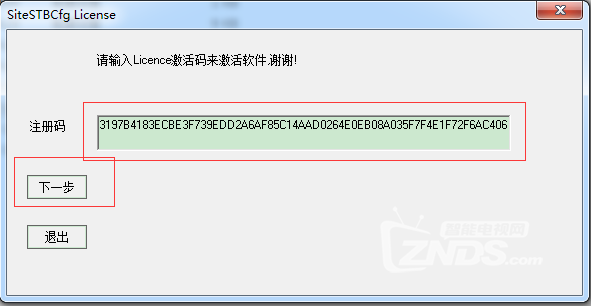 SiteSTBCfg License
请输入Licence激活码来激活软件,谢谢!
注册码
3197B4183ECBE3F739EDD2A6AF85C14AAD0264E0EB08A035F7F4E1F72F6AC406
下一步
退出
智能电视网
ZNDS.com